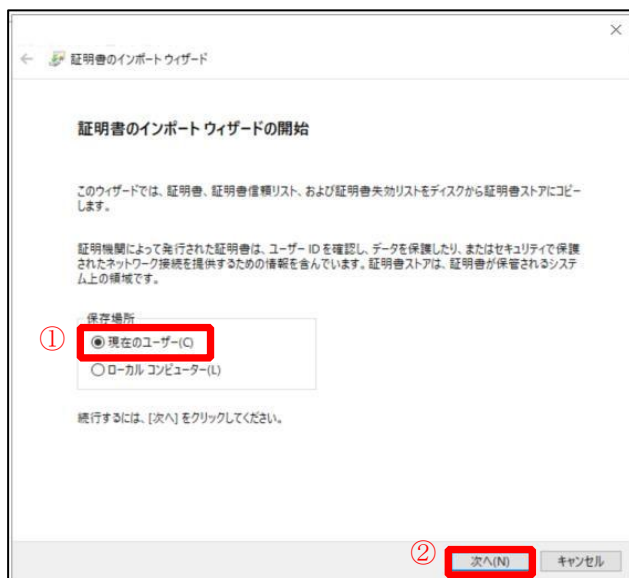 証明書のインポート ウィザード
証明書のインポート ウィザードの開始
このウィザードでは、証明書、証明書信頼リスト、および証明書失効リストをディスクから証明書ストアにコピー
します。
証明機関によって発行された証明書は、ユーザー ID を確認し、データを保護したり、またはセキュリティで保護
されたネットワーク接続を提供するための情報を含んでいます。証明書ストアは、証明書が保管されるシステ
ム上の領域です。
保存場所
① 現在のユーザー(C)
ローカル コンピューター(L)
続行するには、[次へ] をクリックしてください。
② 次へ(N) キャンセル